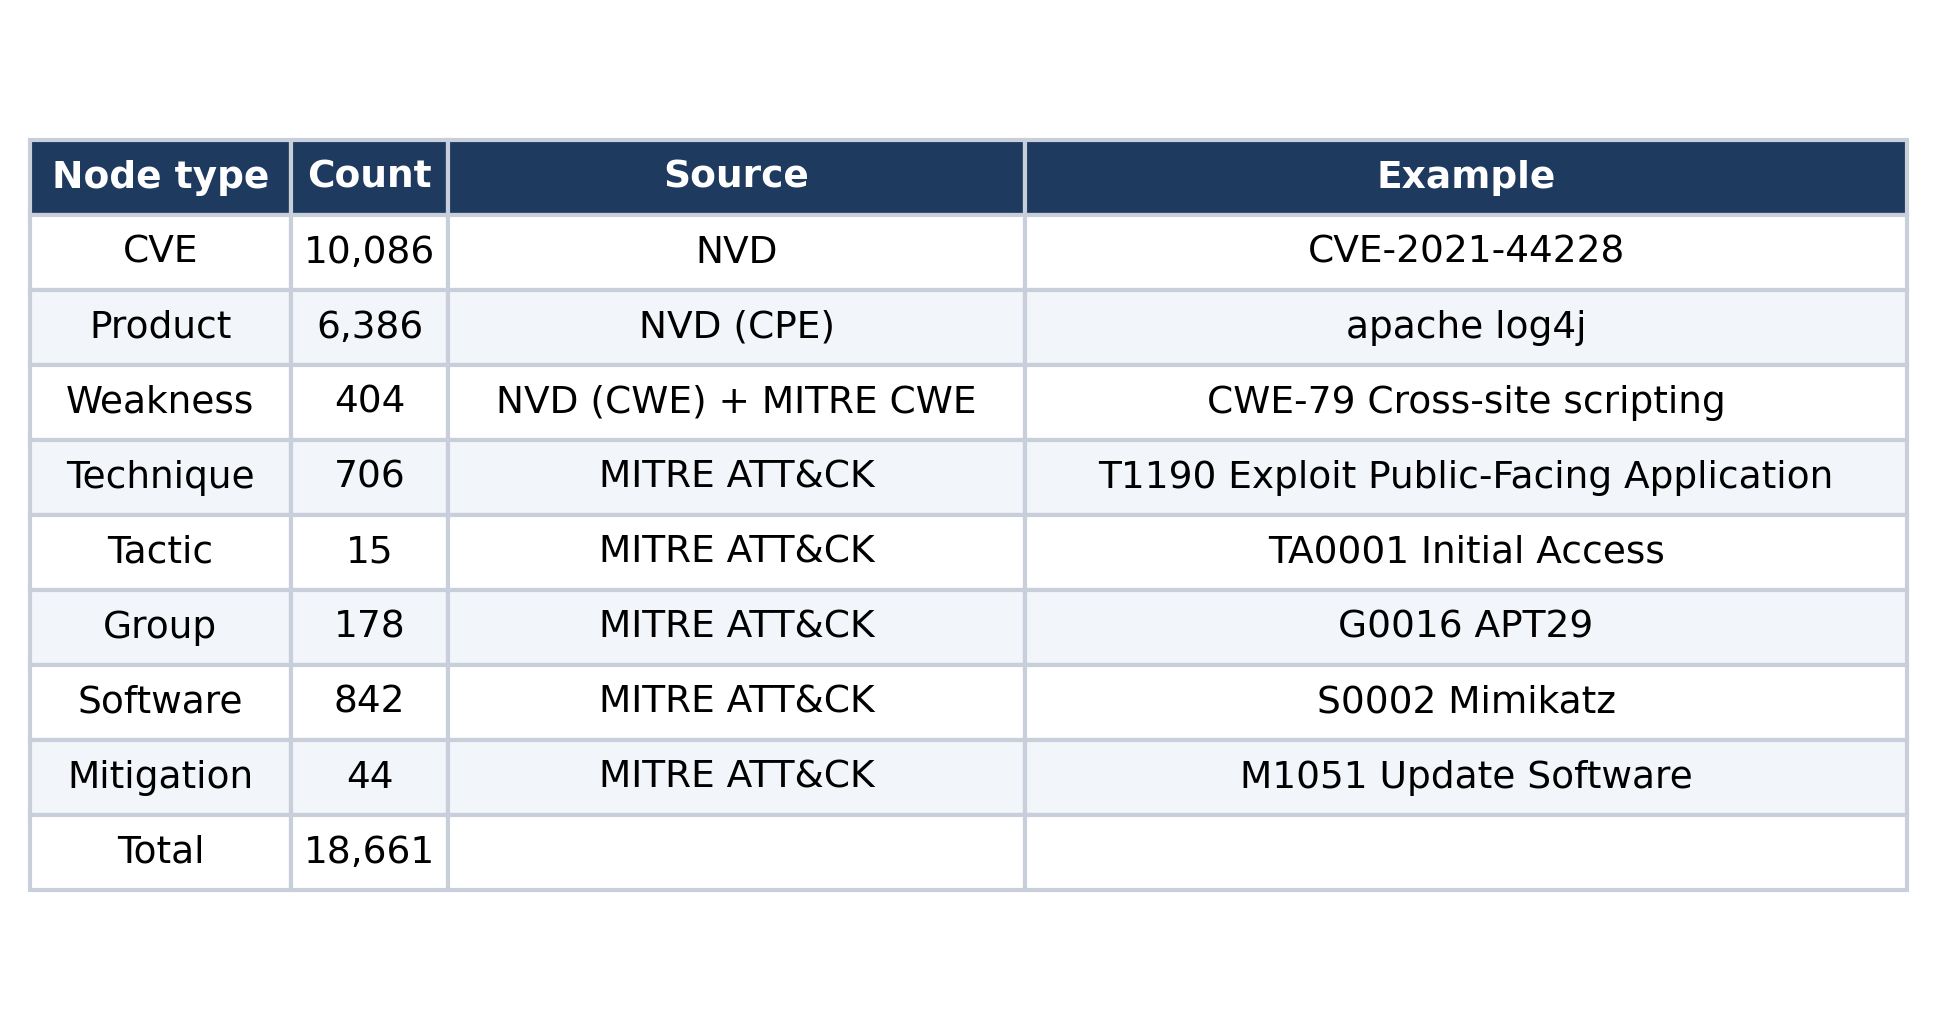 Node type Count Source Example
CVE 10,086 NVD CVE-2021-44228
Product 6,386 NVD (CPE) apache log4j
Weakness 404 NVD (CWE) + MITRE CWE CWE-79 Cross-site scripting
Technique 706 MITRE ATT&CK T1190 Exploit Public-Facing Application
Tactic 15 MITRE ATT&CK TA0001 Initial Access
Group 178 MITRE ATT&CK G0016 APT29
Software 842 MITRE ATT&CK S0002 Mimikatz
Mitigation 44 MITRE ATT&CK M1051 Update Software
Total 18,661